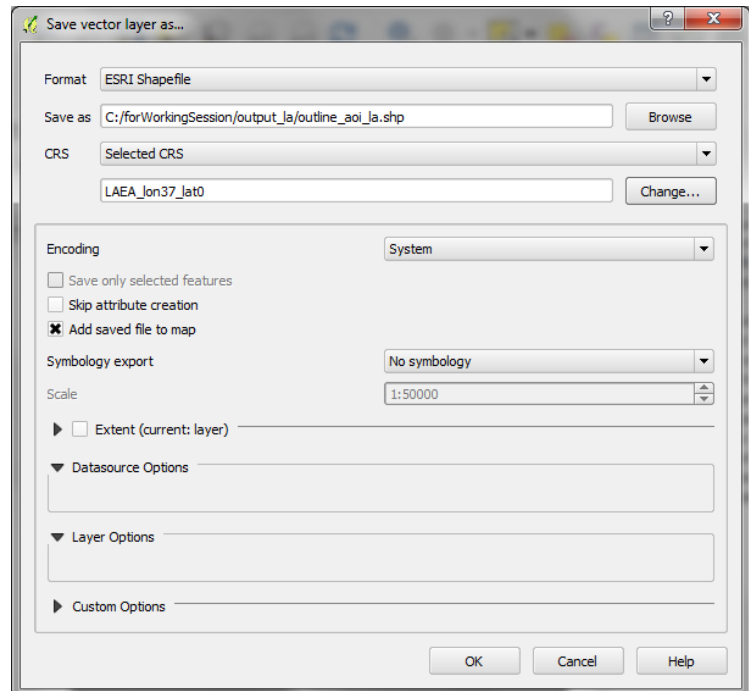 Save vector layer as...
Format ESRI Shapefile
Save as C:/forWorkingSession/output_la/outline_aoi_la.shp Browse
CRS Selected CRS
LAEA_lon37_lat0 Change...
Encoding System
Save only selected features
Skip attribute creation
Add saved file to map
Symbology export No symbology
Scale 1:50000
Extent (current: layer)
Datasource Options
Layer Options
Custom Options
OK Cancel Help